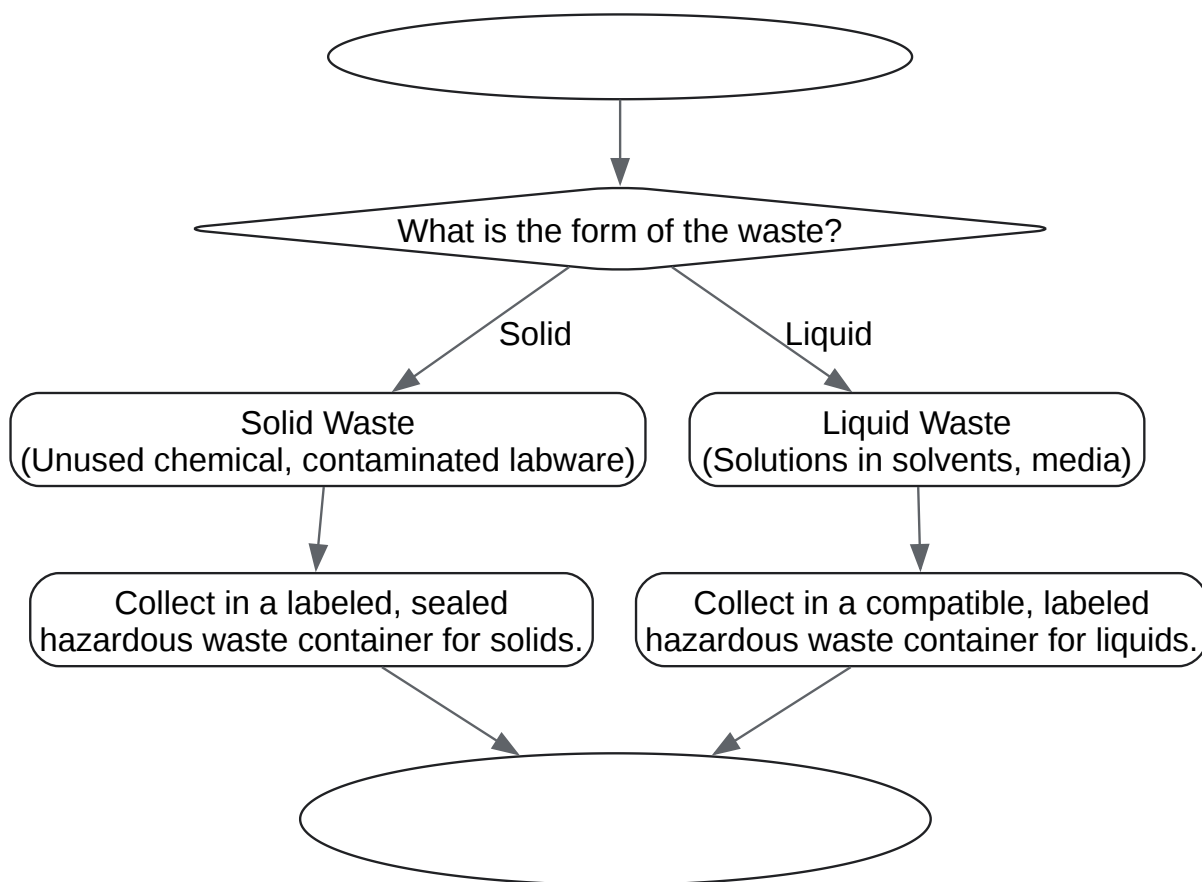 What is the form of the waste?
Solid
Liquid
Solid Waste
(Unused chemical, contaminated labware)
Liquid Waste
(Solutions in solvents, media)
Collect in a labeled, sealed
hazardous waste container for solids.
Collect in a compatible, labeled
hazardous waste container for liquids.